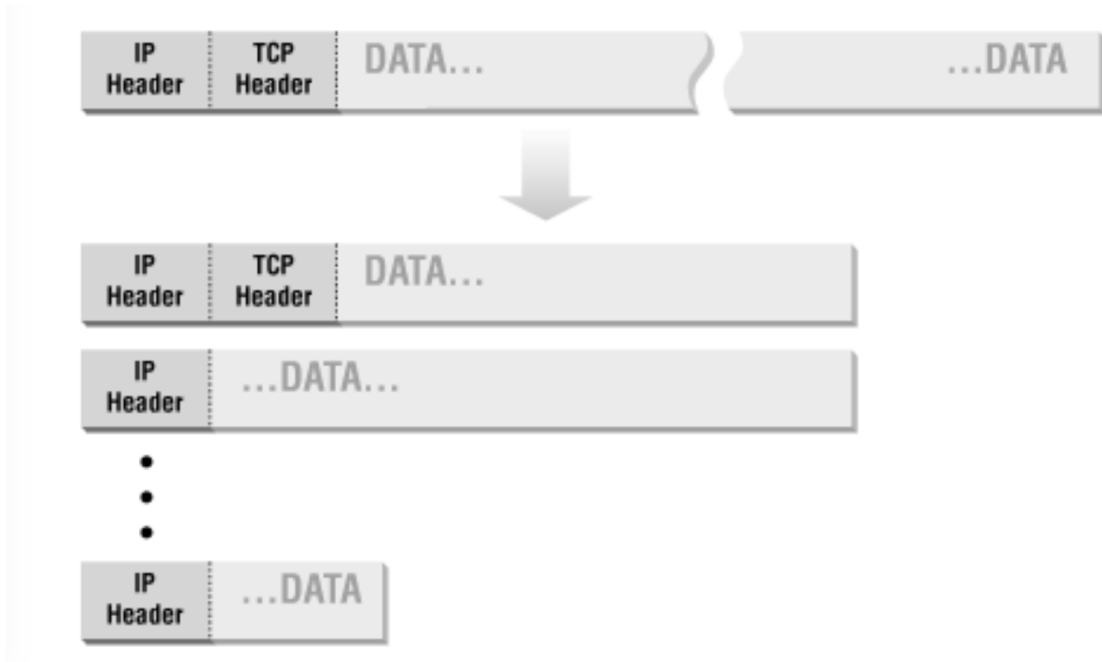 IP Header TCP Header DATA... ...DATA
IP Header TCP Header DATA...
IP Header ...DATA...
IP Header ...DATA